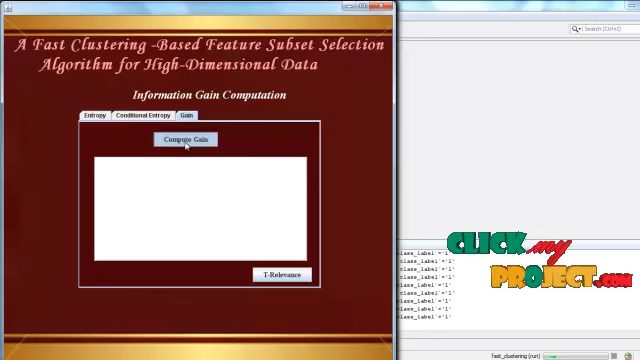 A Fast Clustering -Based Feature Subset Selection
Algorithm for High-Dimensional Data
Information Gain Computation
Entropy
Conditional Entropy
Gain
Compute Gain
T-Relevance
Search (Ctrl+I)
class_label`='1'
class_label`='1'
class_label`='1'
class_label`='1'
class_label`='1'
class_label`='1'
class_label`='1'
class_label`='1'
class_label`='1'
CLICK my
PROJECT.COM
fast_clustering (run)